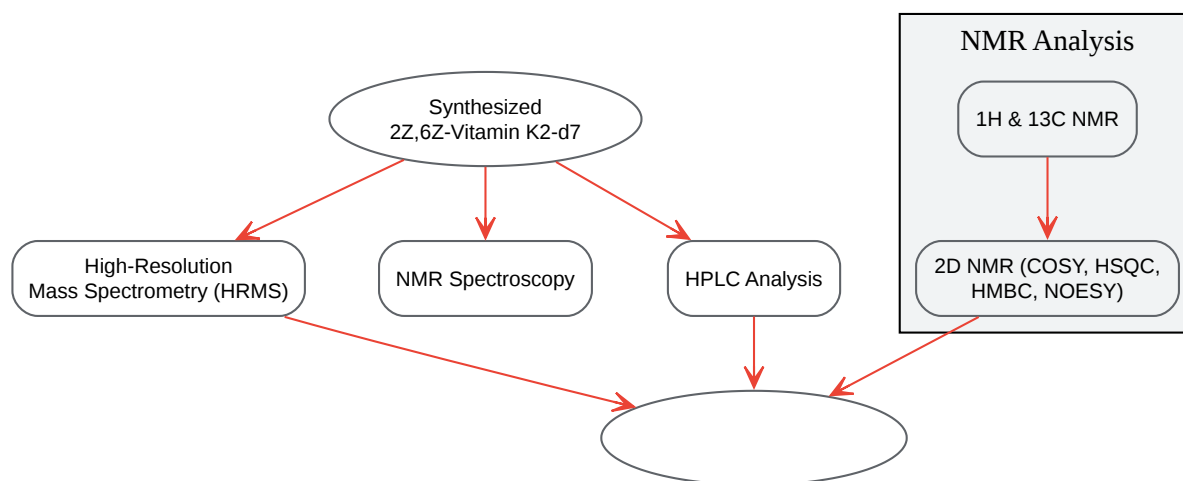 NMR Analysis
Synthesized
2Z,6Z-Vitamin K2-d7
1H & 13C NMR
High-Resolution
Mass Spectrometry (HRMS)
NMR Spectroscopy
HPLC Analysis
2D NMR (COSY, HSQC,
HMBC, NOESY)